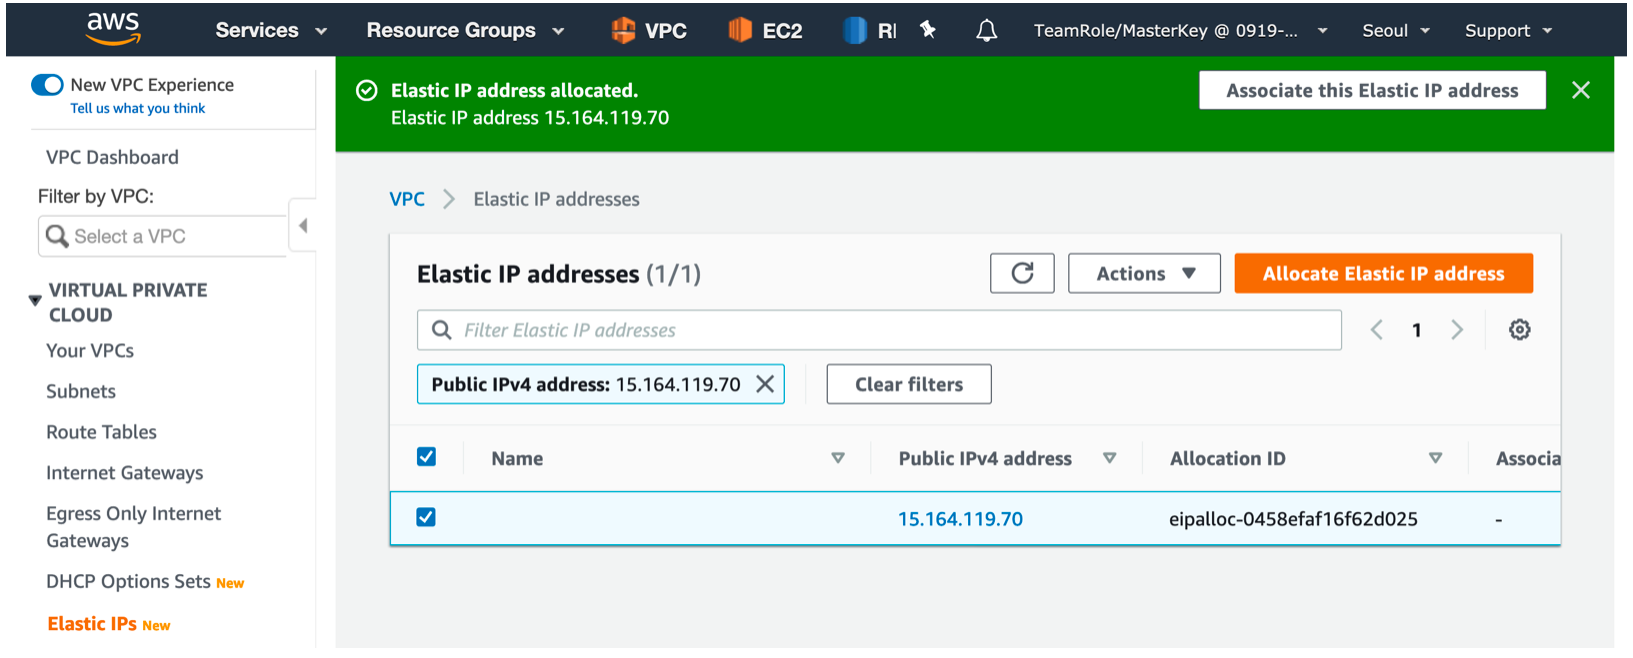 aws
Services
Resource Groups
VPC
EC2
TeamRole/MasterKey @ 0919-...
Seoul
Support
New VPC Experience
Tell us what you think
VPC Dashboard
Filter by VPC:
Select a VPC
VIRTUAL PRIVATE
CLOUD
Your VPCs
Subnets
Route Tables
Internet Gateways
Egress Only Internet
Gateways
DHCP Options Sets New
Elastic IPs New
Elastic IP address allocated.
Elastic IP address 15.164.119.70
Associate this Elastic IP address
VPC
Elastic IP addresses
Elastic IP addresses (1/1)
Actions
Allocate Elastic IP address
Filter Elastic IP addresses
1
Public IPv4 address: 15.164.119.70
Clear filters
Name
Public IPv4 address
Allocation ID
Associa
15.164.119.70
eipalloc-0458efaf16f62d025
-